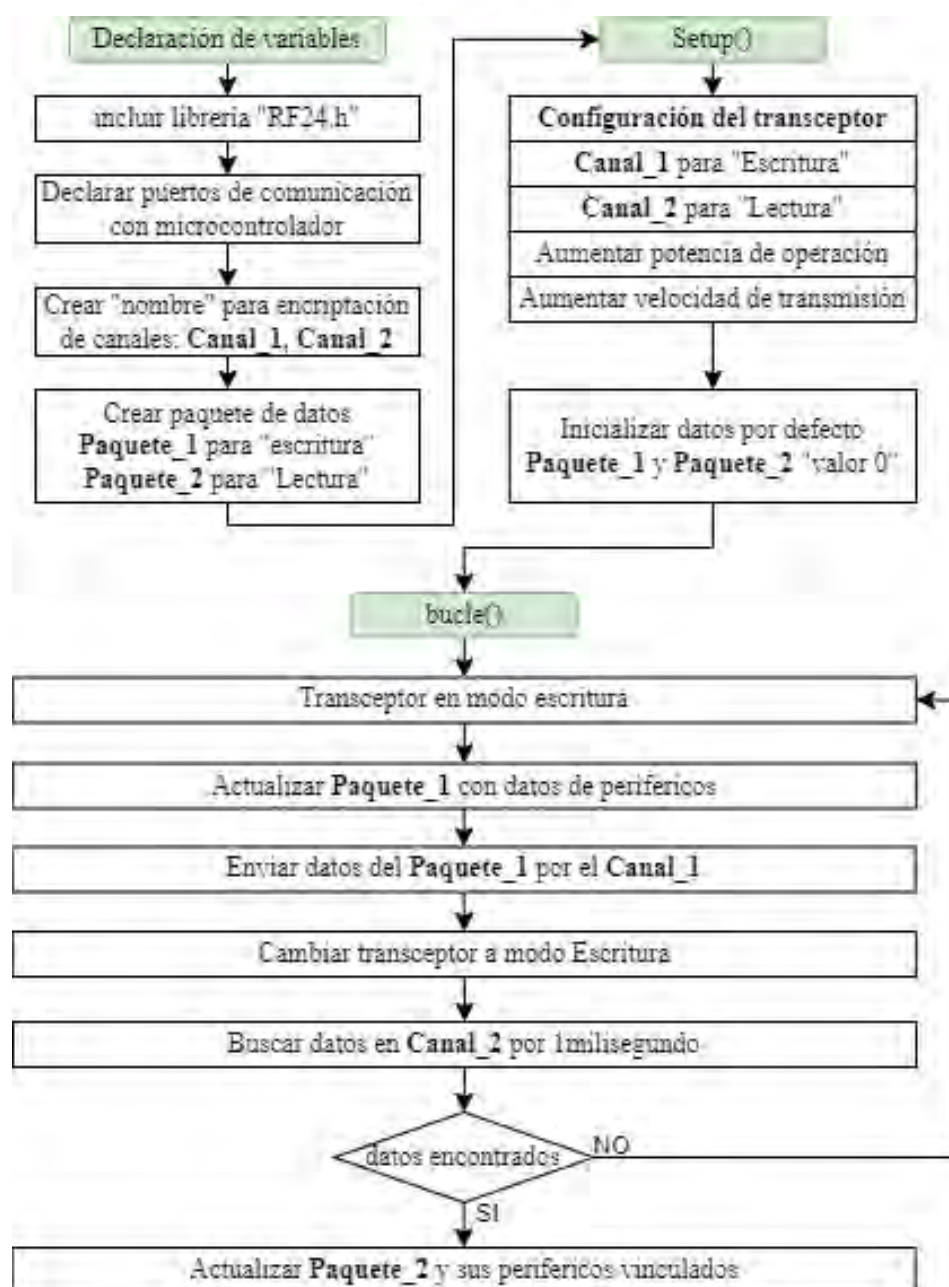 Declaración de variables
incluir libreria "RF24.h"
Declarar puertos de comunicación
con microcontrolador
Crear "nombre" para encriptación
de canales: Canal_1, Canal_2
Crear paquete de datos
Paquete_1 para "escritura"
Paquete_2 para "Lectura"
Setup()
Configuración del transceptor
Canal_1 para "Escritura"
Canal_2 para "Lectura"
Aumentar potencia de operación
Aumentar velocidad de transmisión
Inicializar datos por defecto
Paquete_1 y Paquete_2 "valor 0"
bucle()
Transceptor en modo escritura
Actualizar Paquete_1 con datos de periféricos
Enviar datos del Paquete_1 por el Canal_1
Cambiar transceptor a modo Escritura
Buscar datos en Canal_2 por 1milisegundo
datos encontrados
NO
SI
Actualizar Paquete_2 y sus perifericos vinculados